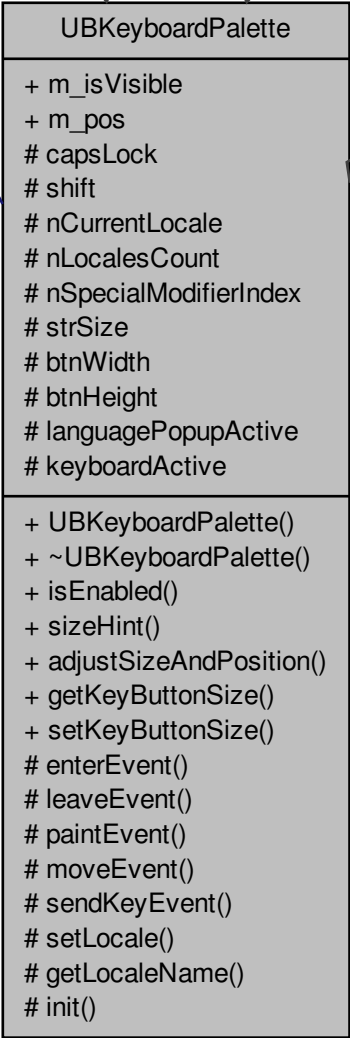 UBKeyboardPalette
+ m_isVisible
+ m_pos
# capsLock
# shift
# nCurrentLocale
# nLocalesCount
# nSpecialModifierIndex
# strSize
# btnWidth
# btnHeight
# languagePopupActive
# keyboardActive
+ UBKeyboardPalette()
+ ~UBKeyboardPalette()
+ isEnabled()
+ sizeHint()
+ adjustSizeAndPosition()
+ getKeyButtonSize()
+ setKeyButtonSize()
# enterEvent()
# leaveEvent()
# paintEvent()
# moveEvent()
# sendKeyEvent()
# setLocale()
# getLocaleName()
# init()